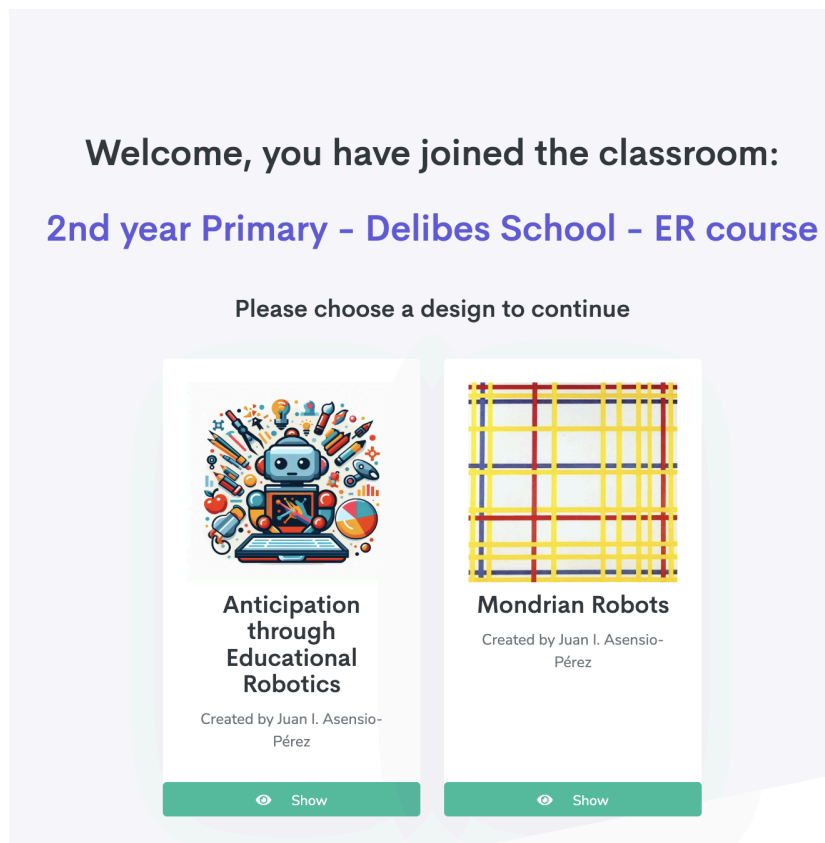 Welcome, you have joined the classroom:
2nd year Primary - Delibes School - ER course
Please choose a design to continue
Anticipation
through
Educational
Robotics
Created by Juan I. Asensio-
Pérez
Show
Mondrian Robots
Created by Juan I. Asensio-
Pérez
Show